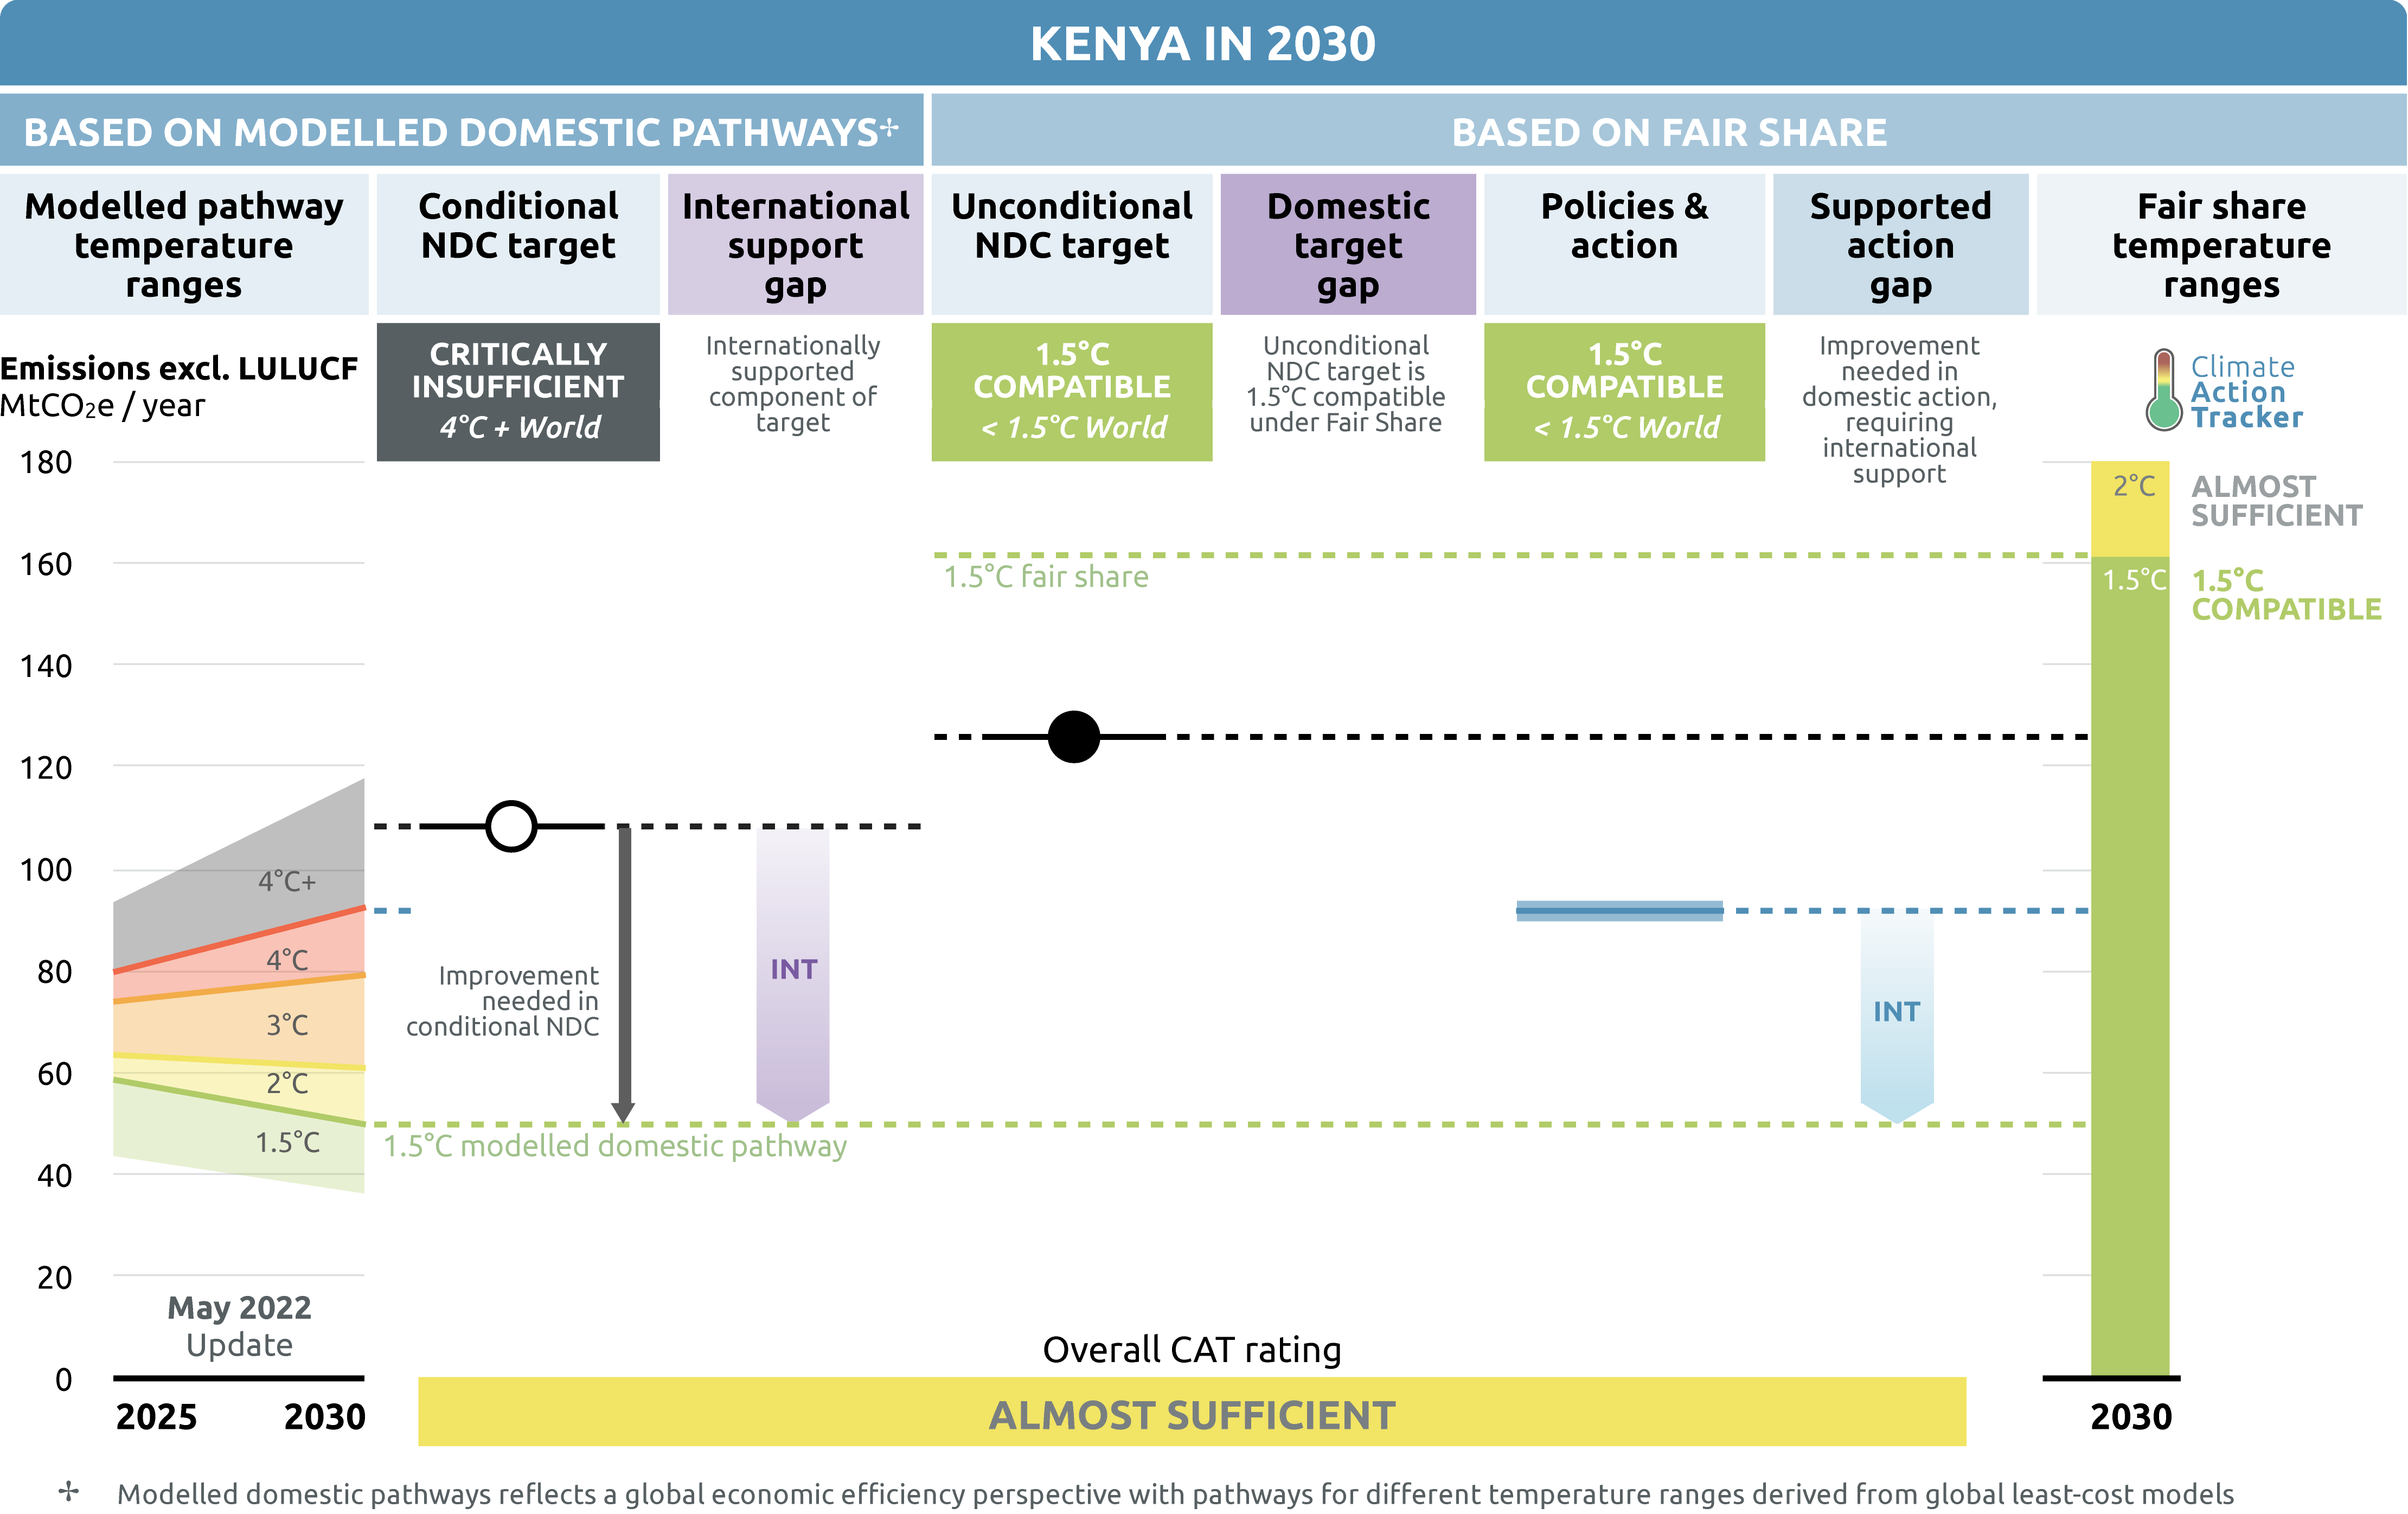 KENYA IN 2030
BASED ON MODELLED DOMESTIC PATHWAYS✢
BASED ON FAIR SHARE
Modelled pathway
temperature
ranges
Conditional
NDC target
International
support
gap
Unconditional
NDC target
Domestic
target
gap
Policies &
action
Supported
action
gap
Fair share
temperature
ranges
Emissions excl. LULUCF
MtCO₂e / year
CRITICALLY
INSUFFICIENT
4°C + World
Internationally
supported
component of
target
1.5°C
COMPATIBLE
< 1.5°C World
Unconditional
NDC target is
1.5°C compatible
under Fair Share
1.5°C
COMPATIBLE
< 1.5°C World
Improvement
needed in
domestic action,
requiring
international
support
Climate
Action
Tracker
180
160
140
120
100
80
60
40
20
0
4°C+
4°C
3°C
2°C
1.5°C
May 2022
Update
2025
2030
Improvement
needed in
conditional NDC
INT
1.5°C modelled domestic pathway
1.5°C fair share
INT
2°C
ALMOST
SUFFICIENT
1.5°C
1.5°C
COMPATIBLE
2030
Overall CAT rating
ALMOST SUFFICIENT
✢ Modelled domestic pathways reflects a global economic efficiency perspective with pathways for different temperature ranges derived from global least-cost models